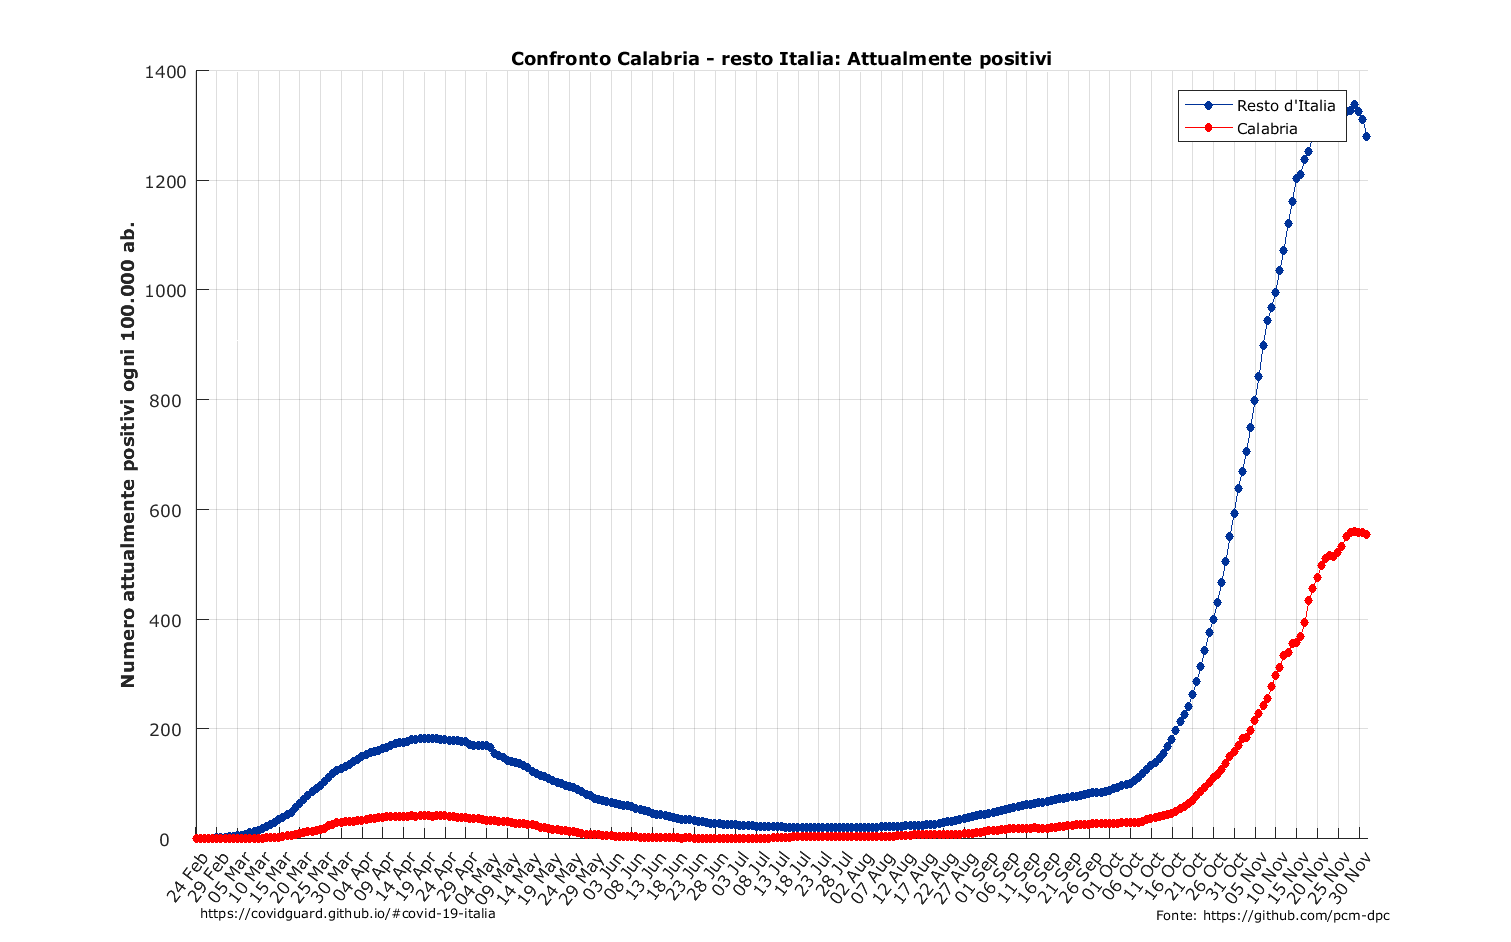 Confronto Calabria - resto Italia: Attualmente positivi
Numero attualmente positivi ogni 100.000 ab.
1400
1200
1000
800
600
400
200
0
Resto d'Italia
Calabria
24 Feb
29 Feb
05 Mar
10 Mar
15 Mar
20 Mar
25 Mar
30 Mar
04 Apr
09 Apr
14 Apr
19 Apr
24 Apr
29 Apr
04 May
09 May
14 May
19 May
24 May
29 May
03 Jun
08 Jun
13 Jun
18 Jun
23 Jun
28 Jun
03 Jul
08 Jul
13 Jul
18 Jul
23 Jul
28 Jul
02 Aug
07 Aug
12 Aug
17 Aug
22 Aug
27 Aug
01 Sep
06 Sep
11 Sep
16 Sep
21 Sep
26 Sep
01 Oct
06 Oct
11 Oct
16 Oct
21 Oct
26 Oct
31 Oct
05 Nov
10 Nov
15 Nov
20 Nov
25 Nov
30 Nov
https://covidguard.github.io/#covid-19-italia
Fonte: https://github.com/pcm-dpc